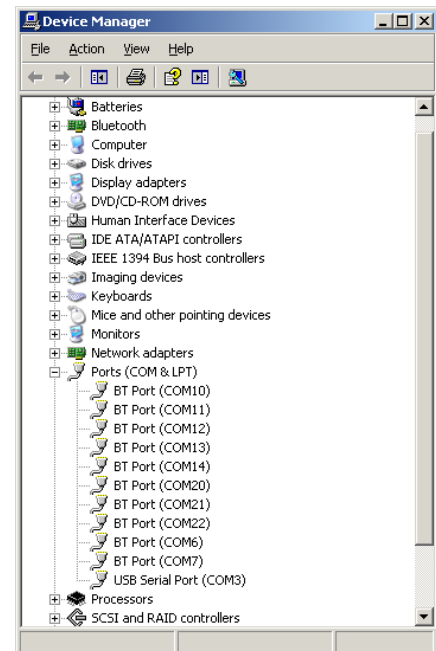 Device Manager
File Action View Help
Batteries
Bluetooth
Computer
Disk drives
Display adapters
DVD/CD-ROM drives
Human Interface Devices
IDE ATA/ATAPI controllers
IEEE 1394 Bus host controllers
Imaging devices
Keyboards
Mice and other pointing devices
Monitors
Network adapters
Ports (COM & LPT)
BT Port (COM10)
BT Port (COM11)
BT Port (COM12)
BT Port (COM13)
BT Port (COM14)
BT Port (COM20)
BT Port (COM21)
BT Port (COM22)
BT Port (COM6)
BT Port (COM7)
USB Serial Port (COM3)
Processors
SCSI and RAID controllers